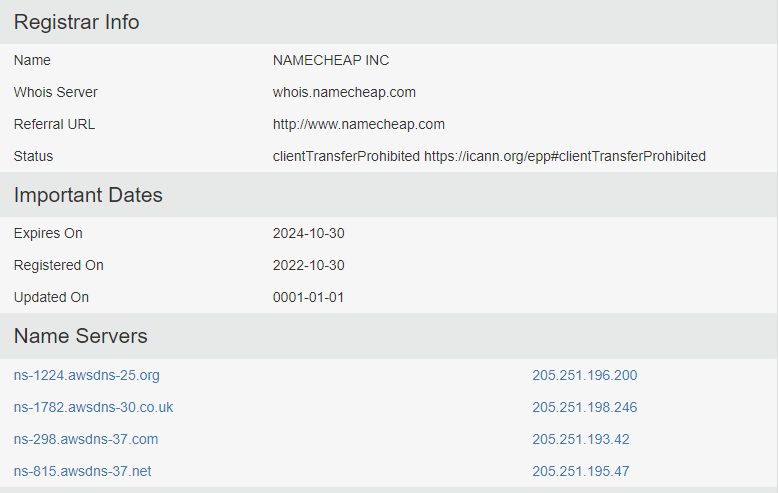 Registrar Info
Name NAMECHEAP INC
Whois Server whois.namecheap.com
Referral URL http://www.namecheap.com
Status clientTransferProhibited https://icann.org/epp#clientTransferProhibited
Important Dates
Expires On 2024-10-30
Registered On 2022-10-30
Updated On 0001-01-01
Name Servers
ns-1224.awsdns-25.org 205.251.196.200
ns-1782.awsdns-30.co.uk 205.251.198.246
ns-298.awsdns-37.com 205.251.193.42
ns-815.awsdns-37.net 205.251.195.47